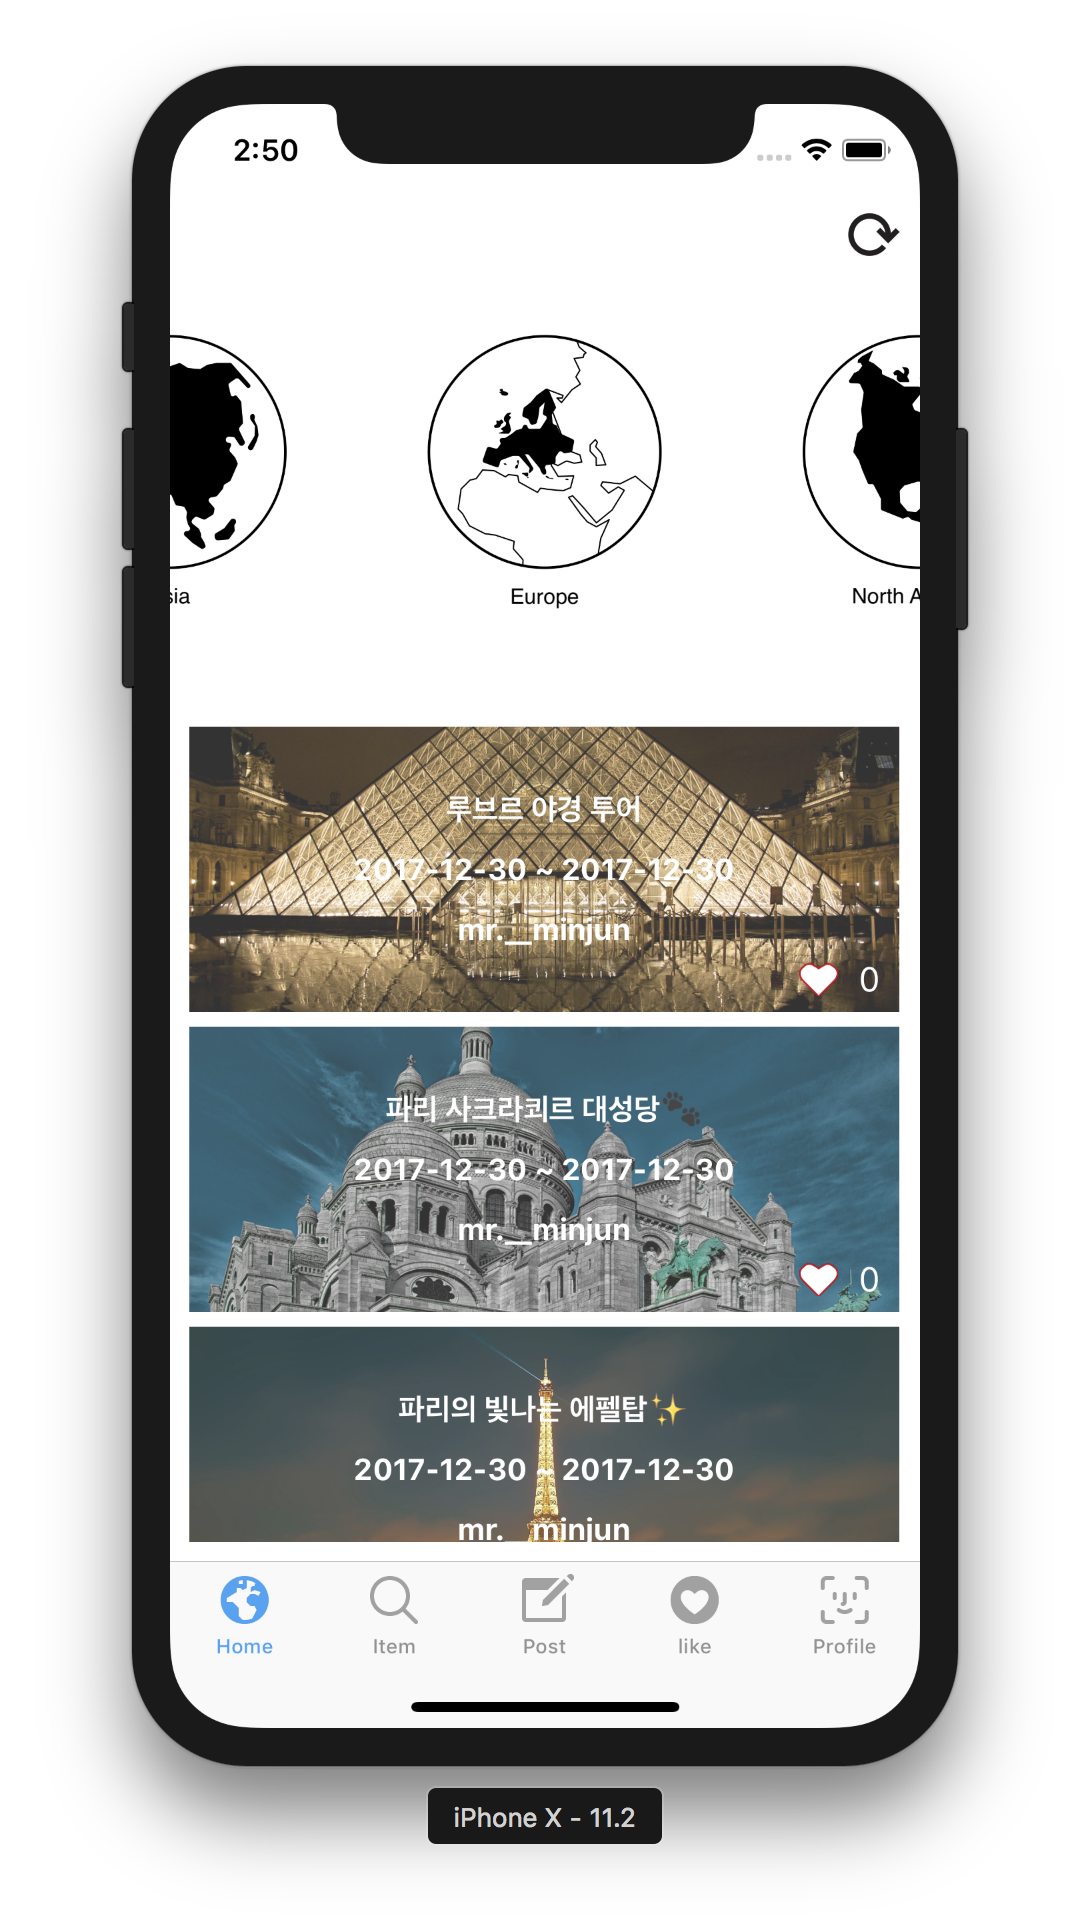 2:50
sia
Europe
North A
루브르 야경 투어
2017-12-30 ~ 2017-12-30
mr.__minjun
0
파리 사크라쾨르 대성당🐾
2017-12-30 ~ 2017-12-30
mr.__minjun
0
파리의 빛나는 에펠탑✨
2017-12-30 ~ 2017-12-30
mr.__minjun
Home
Item
Post
like
Profile
iPhone X - 11.2